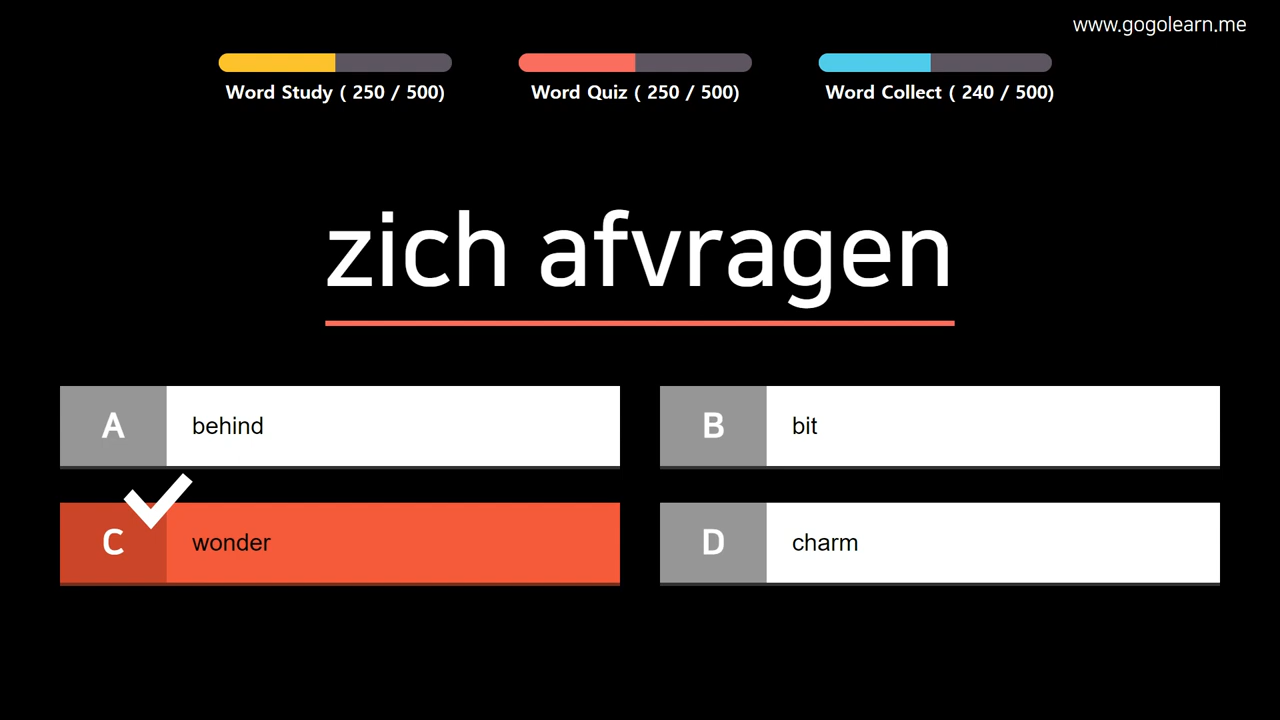 www.gogolearn.me
Word Study ( 250 / 500)
Word Quiz ( 250 / 500)
Word Collect ( 240 / 500)
zich afvragen
A behind
B bit
C wonder
D charm